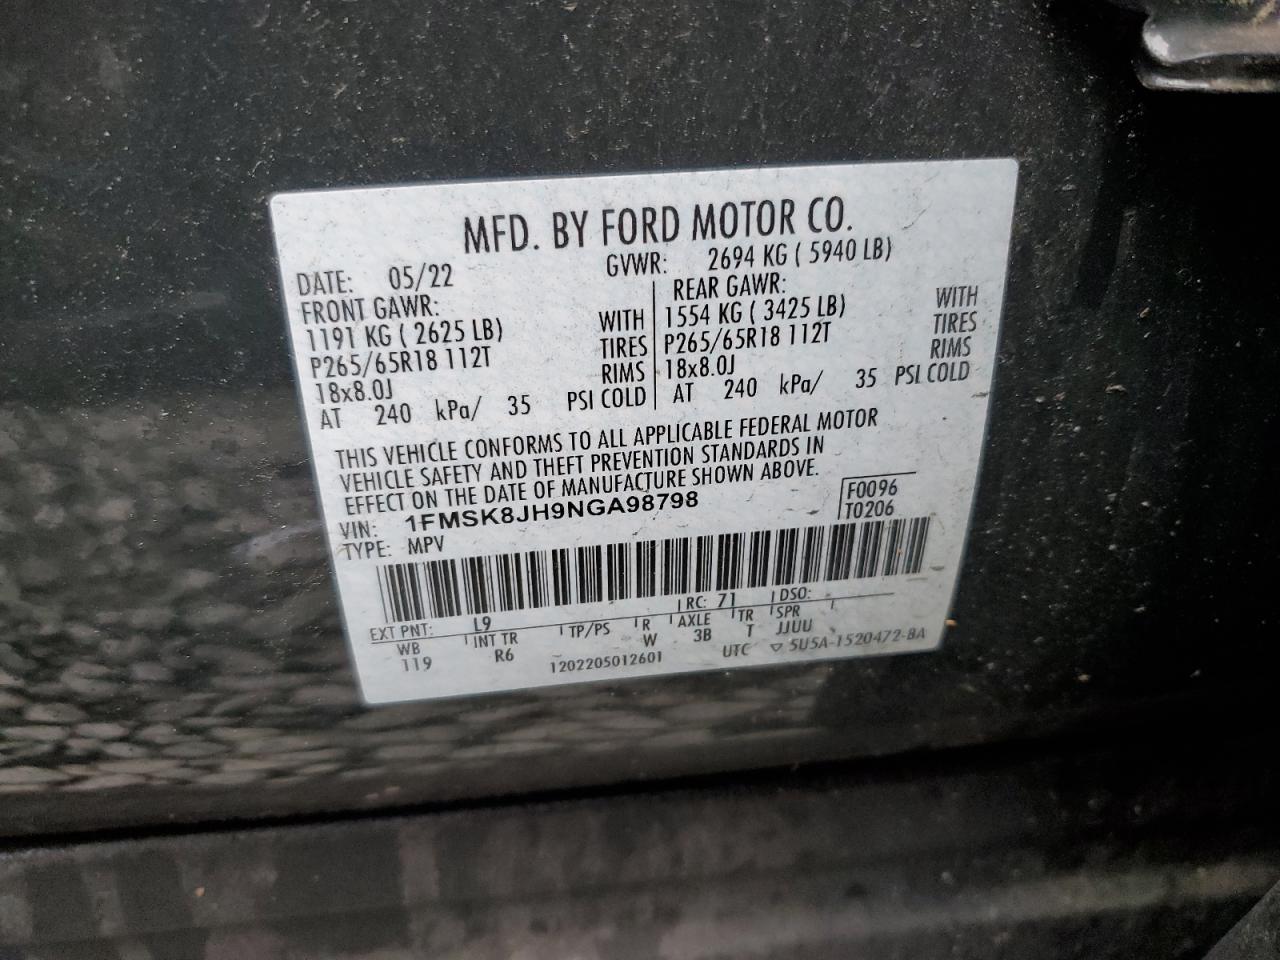 MFD. BY FORD MOTOR CO.
DATE: 05/22 GVWR: 2694 KG ( 5940 LB)
FRONT GAWR: REAR GAWR:
1191 KG ( 2625 LB) WITH 1554 KG ( 3425 LB) WITH
P265/65R18 112T TIRES P265/65R18 112T TIRES
18x8.0J RIMS 18x8.0J RIMS
AT 240 kPa/ 35 PSI COLD AT 240 kPa/ 35 PSI COLD
THIS VEHICLE CONFORMS TO ALL APPLICABLE FEDERAL MOTOR
VEHICLE SAFETY AND THEFT PREVENTION STANDARDS IN
EFFECT ON THE DATE OF MANUFACTURE SHOWN ABOVE.
VIN: 1FMSK8JH9NGA98798 F0096
TYPE: MPV T0206
EXT PNT: L9 RC: 71 DSO:
WB INT TR TP/PS R AXLE TR SPR
119 R6 W 3B T JJUU
1202205012601 UTC ▽ 5U5A-1520472-BA